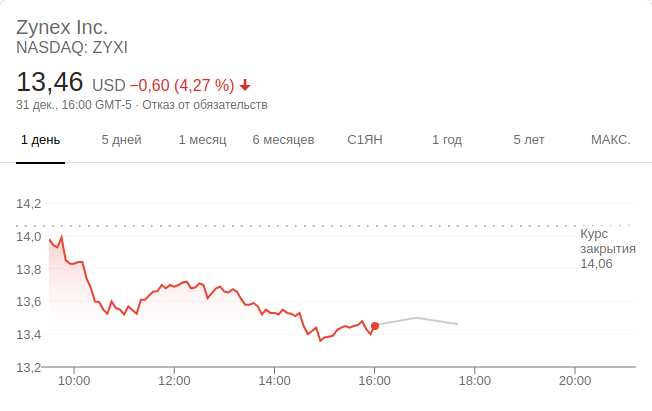 Zynex Inc.
NASDAQ: ZYXI
13,46 USD −0,60 (4,27 %)
31 дек., 16:00 GMT-5 · Отказ от обязательств
1 день 5 дней 1 месяц 6 месяцев С1ЯН 1 год 5 лет МАКС.
14,2
14,0
13,8
13,6
13,4
13,2
Курс
закрытия
14,06
10:00 12:00 14:00 16:00 18:00 20:00